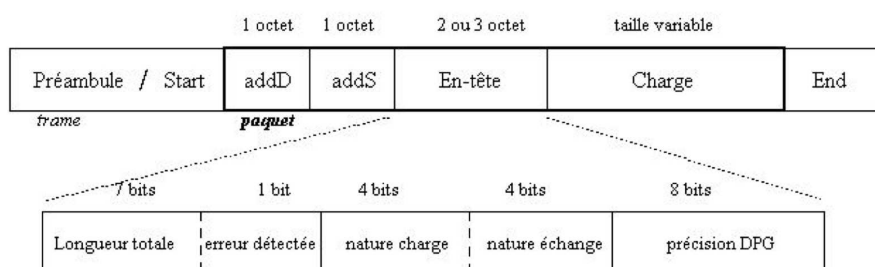 1 octet 1 octet 2 ou 3 octet taille variable
Préambule / Start addD addS En-tête Charge End
frame paquet
7 bits 1 bit 4 bits 4 bits 8 bits
Longueur totale erreur détectée nature charge nature échange précision DPG